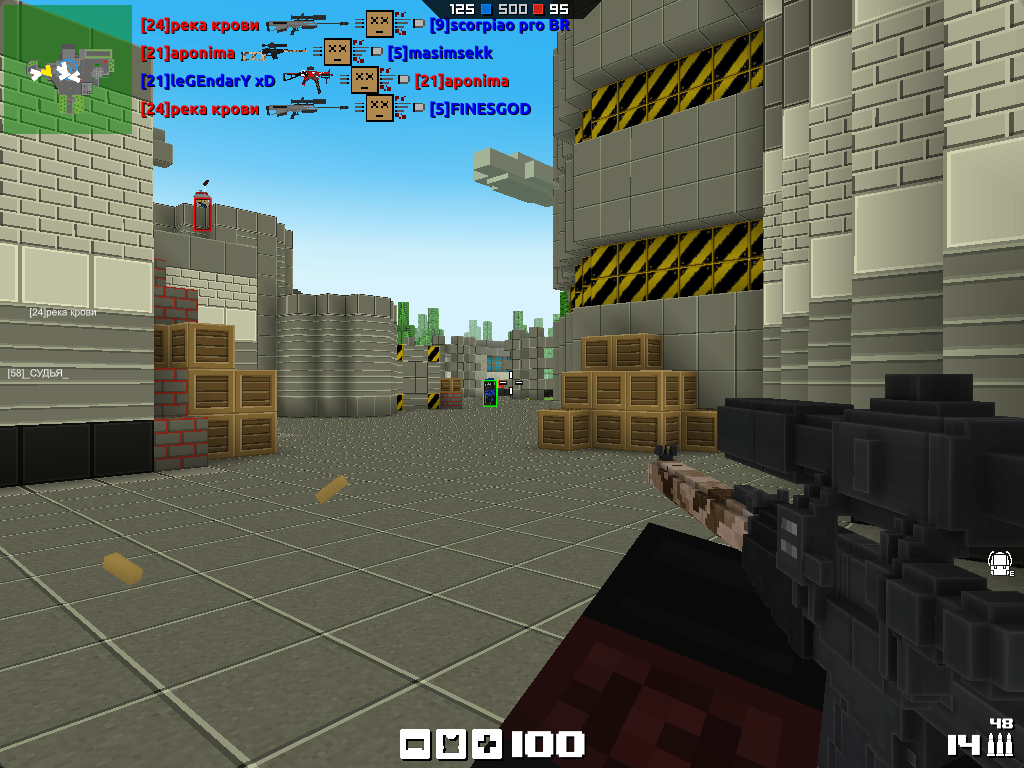 125 500 95
[24]река крови [9]scorpiao pro BR
[21]aponima [5]masimsekk
[21]leGEndarY xD [21]aponima
[24]река крови [5]FINESGOD
[24]река крови
[58]_СУДЬЯ_
100
48
14